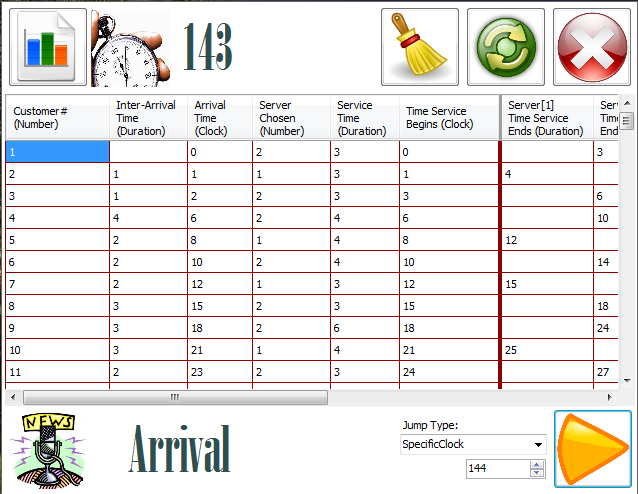 143
Customer# (Number) Inter-Arrival Time (Duration) Arrival Time (Clock) Server Chosen (Number) Service Time (Duration) Time Service Begins (Clock) Server[1] Time Service Ends (Duration)
1 0 2 3 0 3
2 1 1 1 3 1 4
3 1 2 2 3 3 6
4 4 6 2 4 6 10
5 2 8 1 4 8 12
6 2 10 2 4 10 14
7 2 12 1 3 12 15
8 3 15 2 3 15 18
9 3 18 2 6 18 24
10 3 21 1 4 21 25
11 2 23 2 3 24 27
NEWS
Arrival
Jump Type:
SpecificClock
144